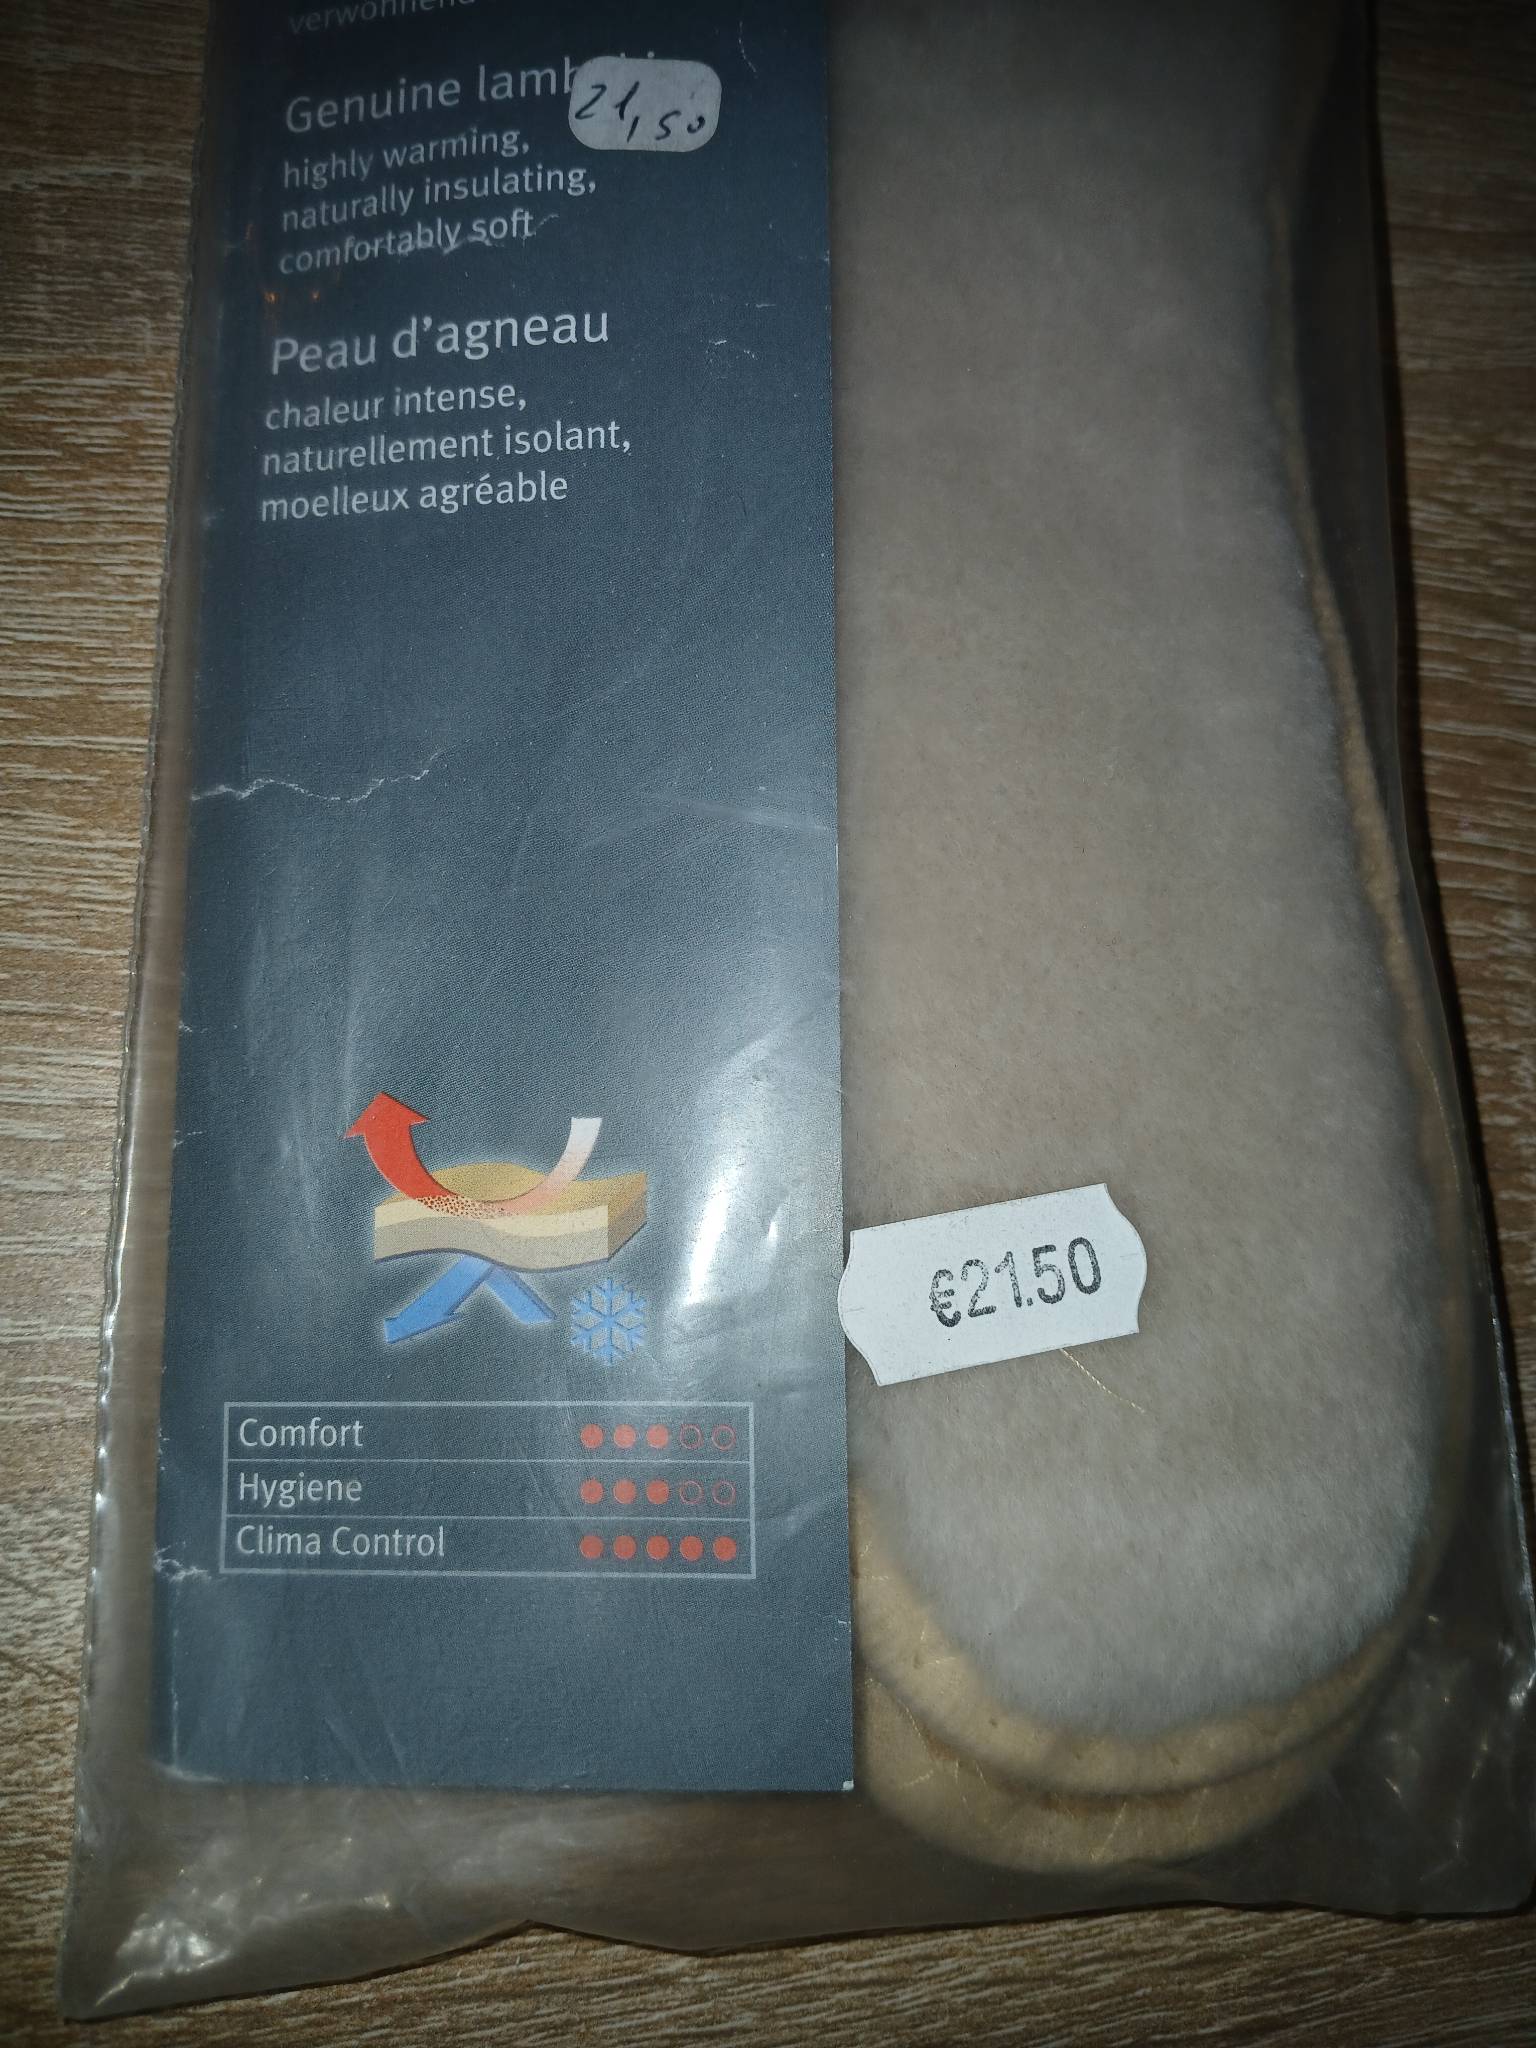 verwöhnend
Genuine
21,50
highly warming,
naturally insulating,
comfortably soft
Peau d'agneau
chaleur intense,
naturellement isolant,
moelleux agréable
€21.50
Comfort
Hygiene
Clima Control